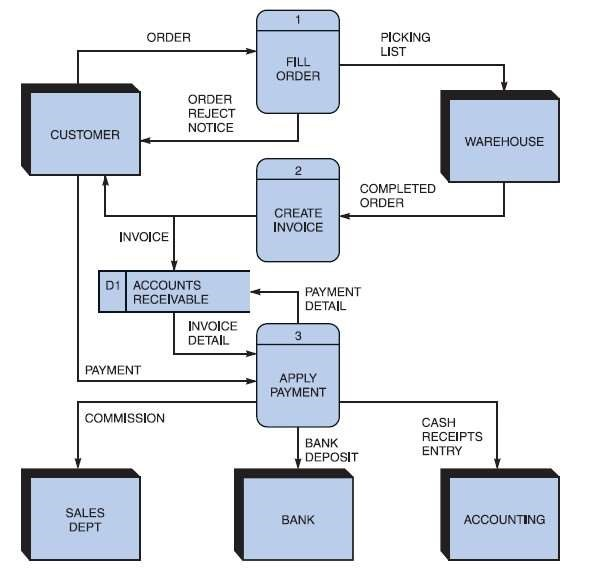 1
ORDER
PICKING
LIST
FILL
ORDER
ORDER
REJECT
NOTICE
CUSTOMER
WAREHOUSE
2
COMPLETED
ORDER
CREATE
INVOICE
INVOICE
D1
ACCOUNTS
RECEIVABLE
PAYMENT
DETAIL
INVOICE
DETAIL
3
PAYMENT
APPLY
PAYMENT
COMMISSION
CASH
RECEIPTS
ENTRY
BANK
DEPOSIT
SALES
DEPT
BANK
ACCOUNTING